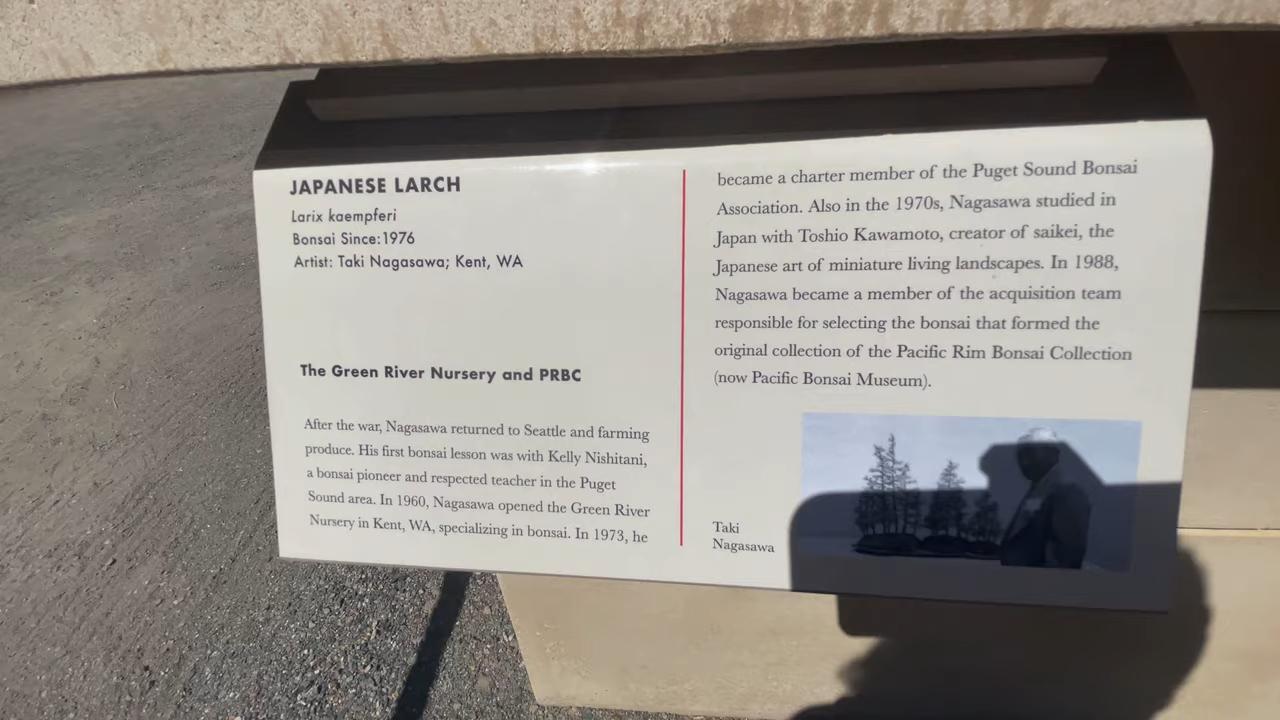 JAPANESE LARCH
Larix kaempferi
Bonsai Since:1976
Artist: Taki Nagasawa; Kent, WA
The Green River Nursery and PRBC
After the war, Nagasawa returned to Seattle and farming
produce. His first bonsai lesson was with Kelly Nishitani,
a bonsai pioneer and respected teacher in the Puget
Sound area. In 1960, Nagasawa opened the Green River
Nursery in Kent, WA, specializing in bonsai. In 1973, he
became a charter member of the Puget Sound Bonsai
Association. Also in the 1970s, Nagasawa studied in
Japan with Toshio Kawamoto, creator of saikei, the
Japanese art of miniature living landscapes. In 1988,
Nagasawa became a member of the acquisition team
responsible for selecting the bonsai that formed the
original collection of the Pacific Rim Bonsai Collection
(now Pacific Bonsai Museum).
Taki
Nagasawa